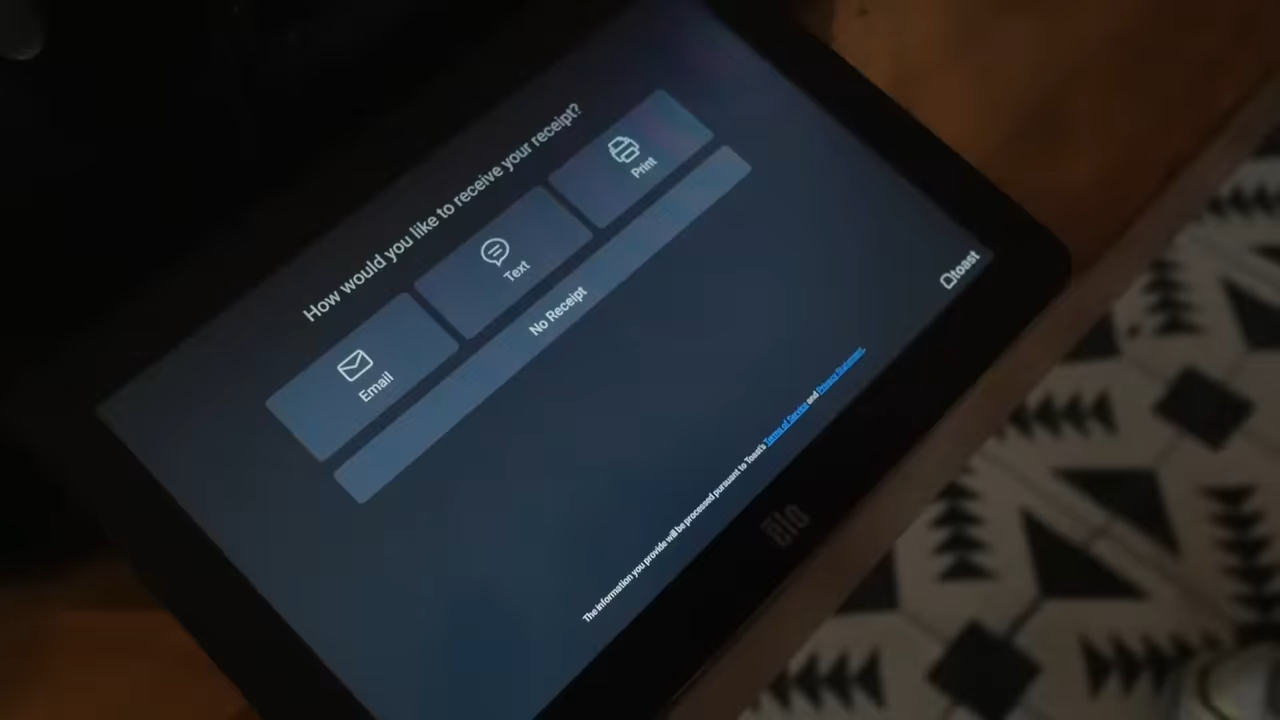 How would you like to receive your receipt?
Email
Text
Print
No Receipt
toast
The information you provide will be processed pursuant to Toast's Terms of Service and Privacy Statement.
elo